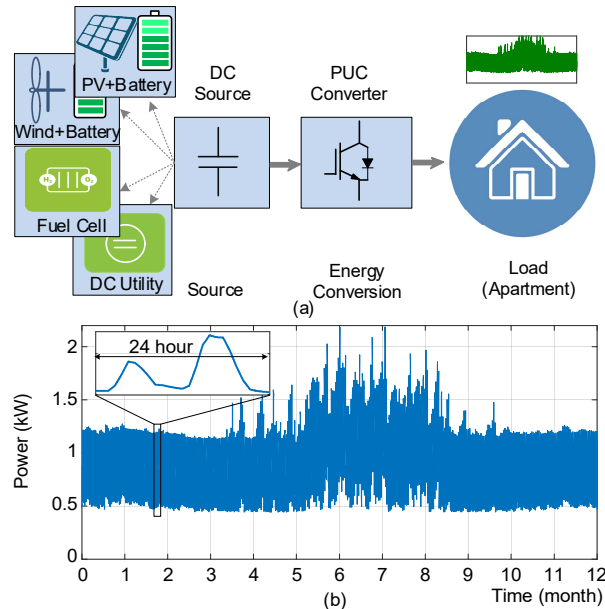 PV+Battery
Wind+Battery
H₂ O₂
Fuel Cell
DC Utility
DC
Source
PUC
Converter
Source
Energy
Conversion
Load
(Apartment)
(a)
24 hour
Power (kW)
2
1.5
1
0.5
0
0 1 2 3 4 5 6 7 8 9 10 11 12
Time (month)
(b)